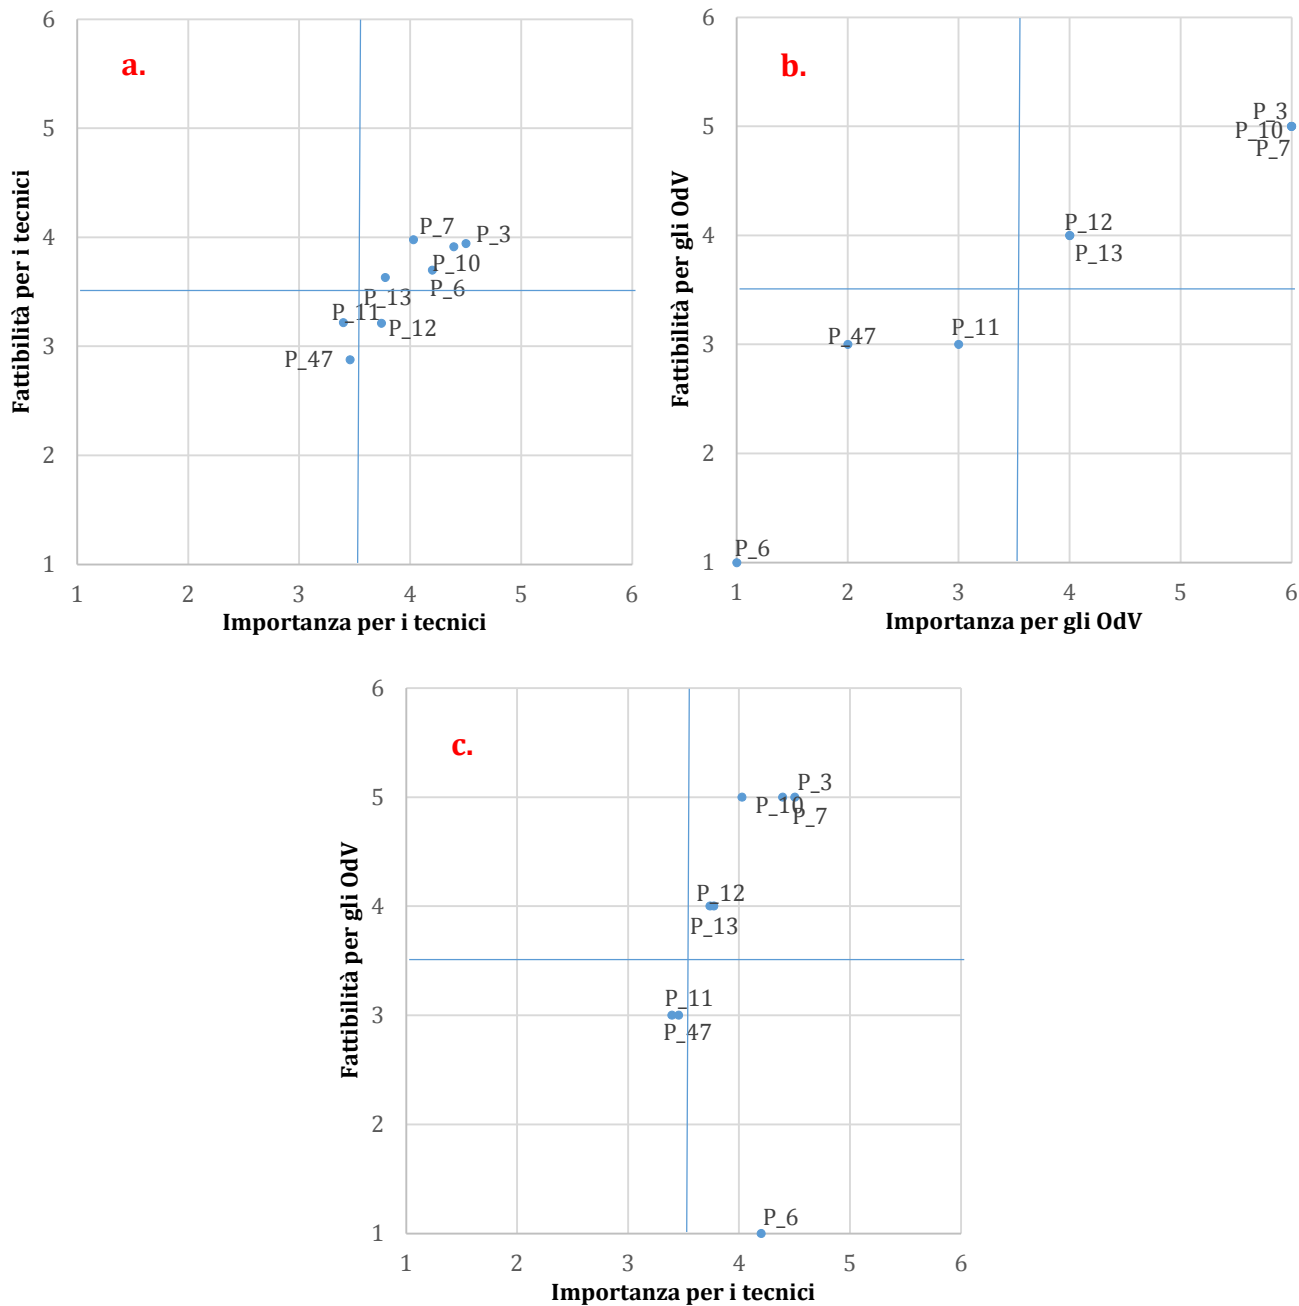 a.
6
5
4
3
2
1
1 2 3 4 5 6
Fattibilità per i tecnici
Importanza per i tecnici
P_7
P_3
P_10
P_6
P_13
P_11
P_12
P_47
b.
6
5
4
3
2
1
1 2 3 4 5 6
Fattibilità per gli OdV
Importanza per gli OdV
P_3
P_10
P_7
P_12
P_13
P_47
P_11
P_6
c.
6
5
4
3
2
1
1 2 3 4 5 6
Fattibilità per gli OdV
Importanza per i tecnici
P_3
P_10
P_7
P_12
P_13
P_11
P_47
P_6